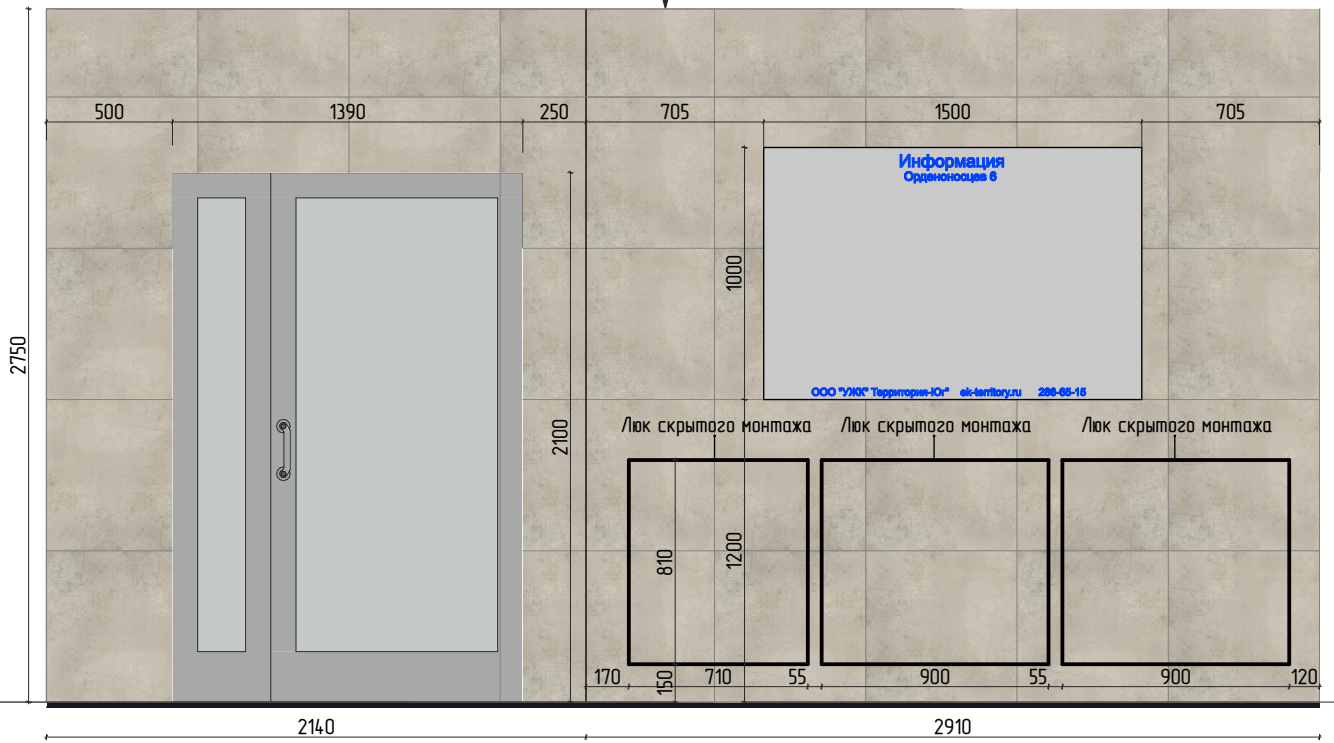 500 1390 250 705 1500 705
Информация
Орденоносцев 6
1000
2750
ООО "УЖК" Территория-Юг" ek-territory.ru 286-65-15
2100
Люк скрытого монтажа Люк скрытого монтажа Люк скрытого монтажа
810
1200
170 150 710 55 900 55 900 120
2140 2910